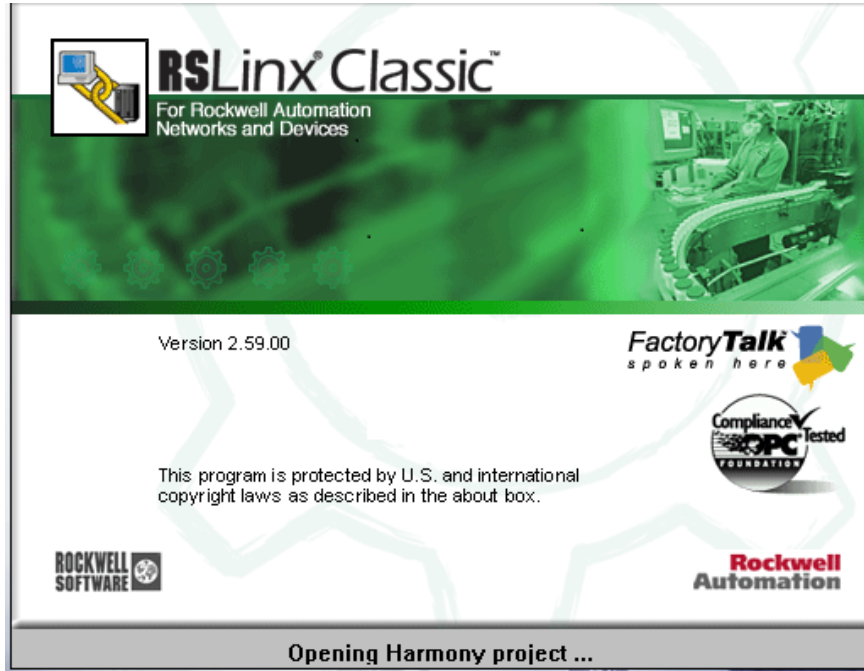 RSLinx® Classic™
For Rockwell Automation
Networks and Devices
Version 2.59.00
FactoryTalk
spoken here
Compliance
OPC Tested
FOUNDATION
This program is protected by U.S. and international
copyright laws as described in the about box.
ROCKWELL
SOFTWARE
Rockwell
Automation
Opening Harmony project ...